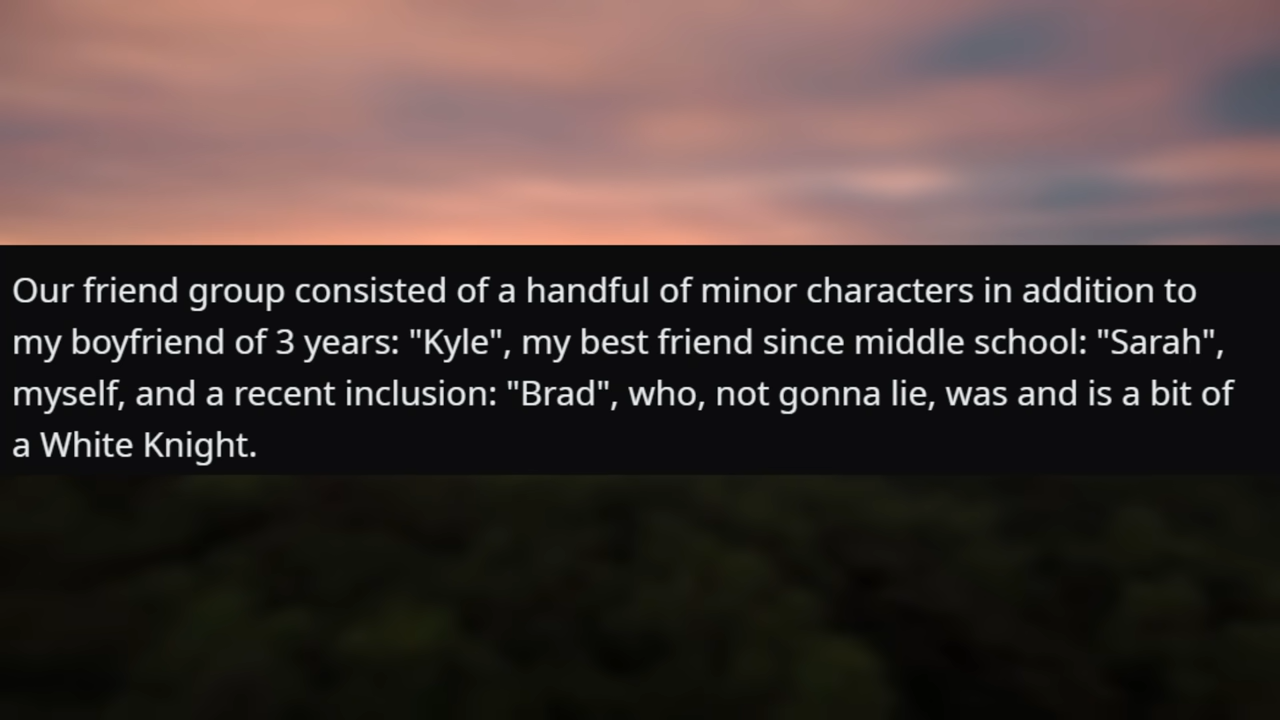 Our friend group consisted of a handful of minor characters in addition to
my boyfriend of 3 years: "Kyle", my best friend since middle school: "Sarah",
myself, and a recent inclusion: "Brad", who, not gonna lie, was and is a bit of
a White Knight.